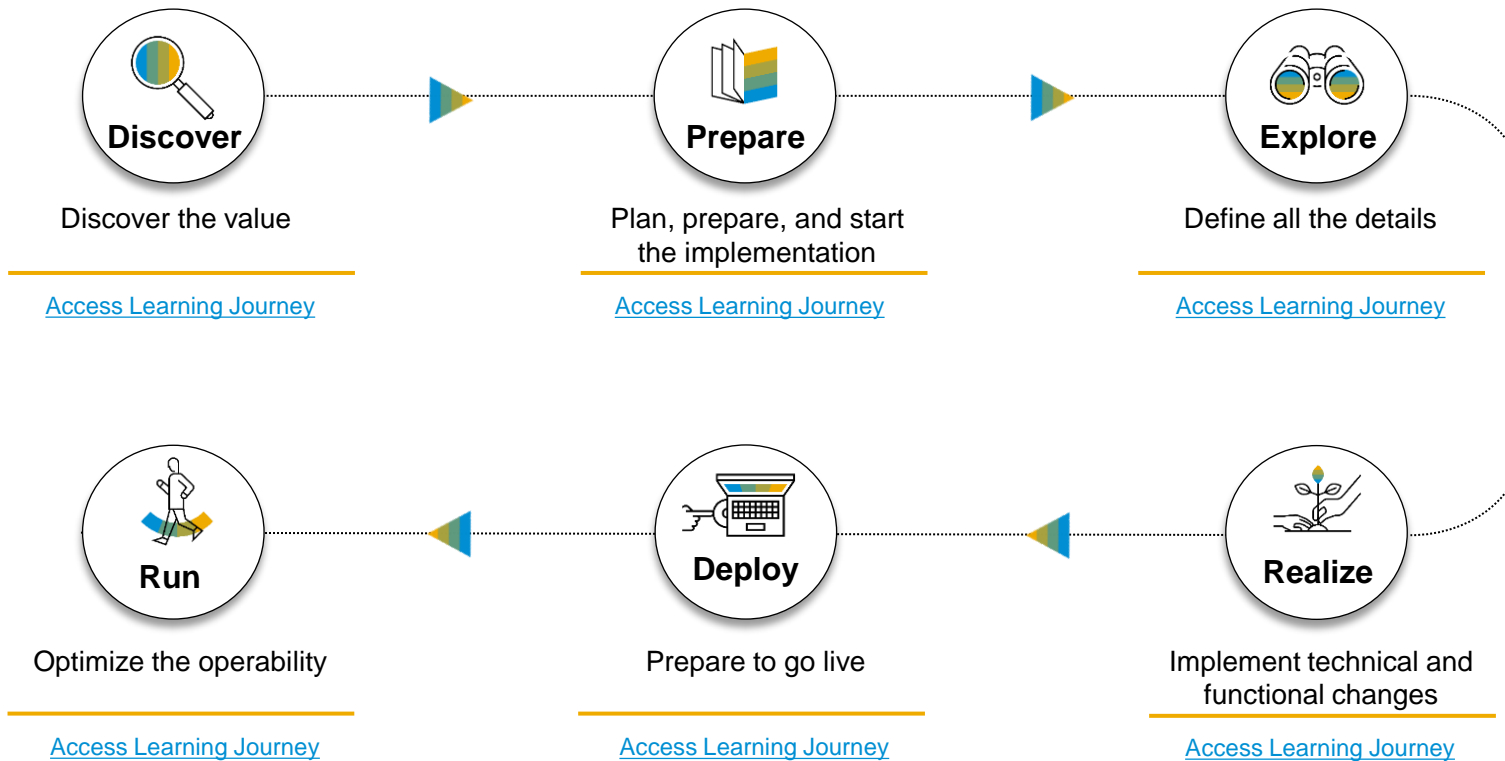 Discover
Prepare
Explore
Discover the value
Plan, prepare, and start
the implementation
Define all the details
Access Learning Journey
Access Learning Journey
Access Learning Journey
Run
Deploy
Realize
Optimize the operability
Prepare to go live
Implement technical and
functional changes
Access Learning Journey
Access Learning Journey
Access Learning Journey